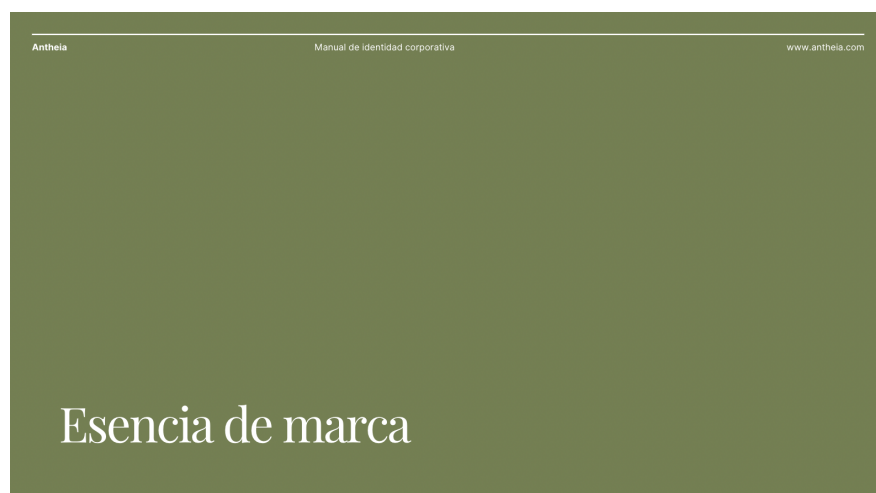 Antheia Manual de identidad corporativa www.antheia.com
Esencia de marca